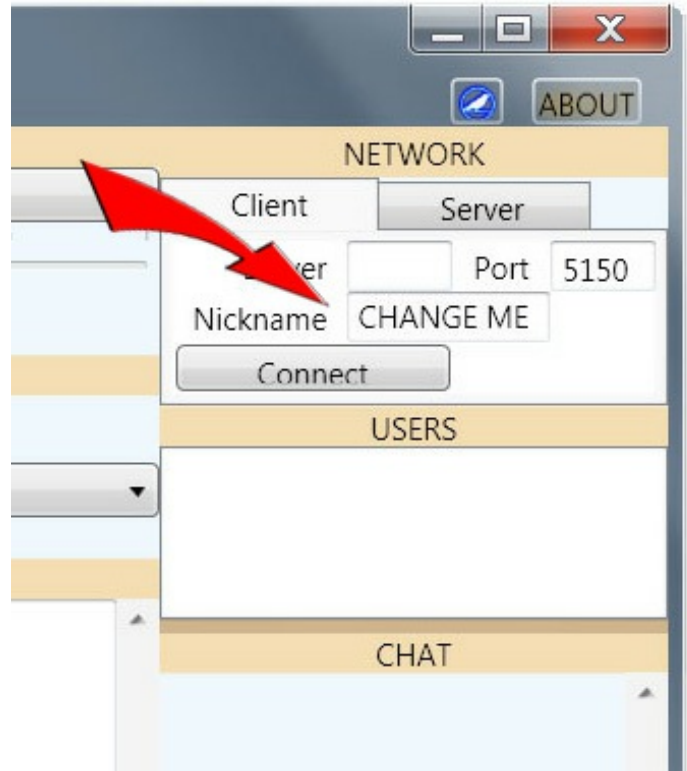 ABOUT
NETWORK
Client Server
Port 5150
Nickname CHANGE ME
Connect
USERS
CHAT